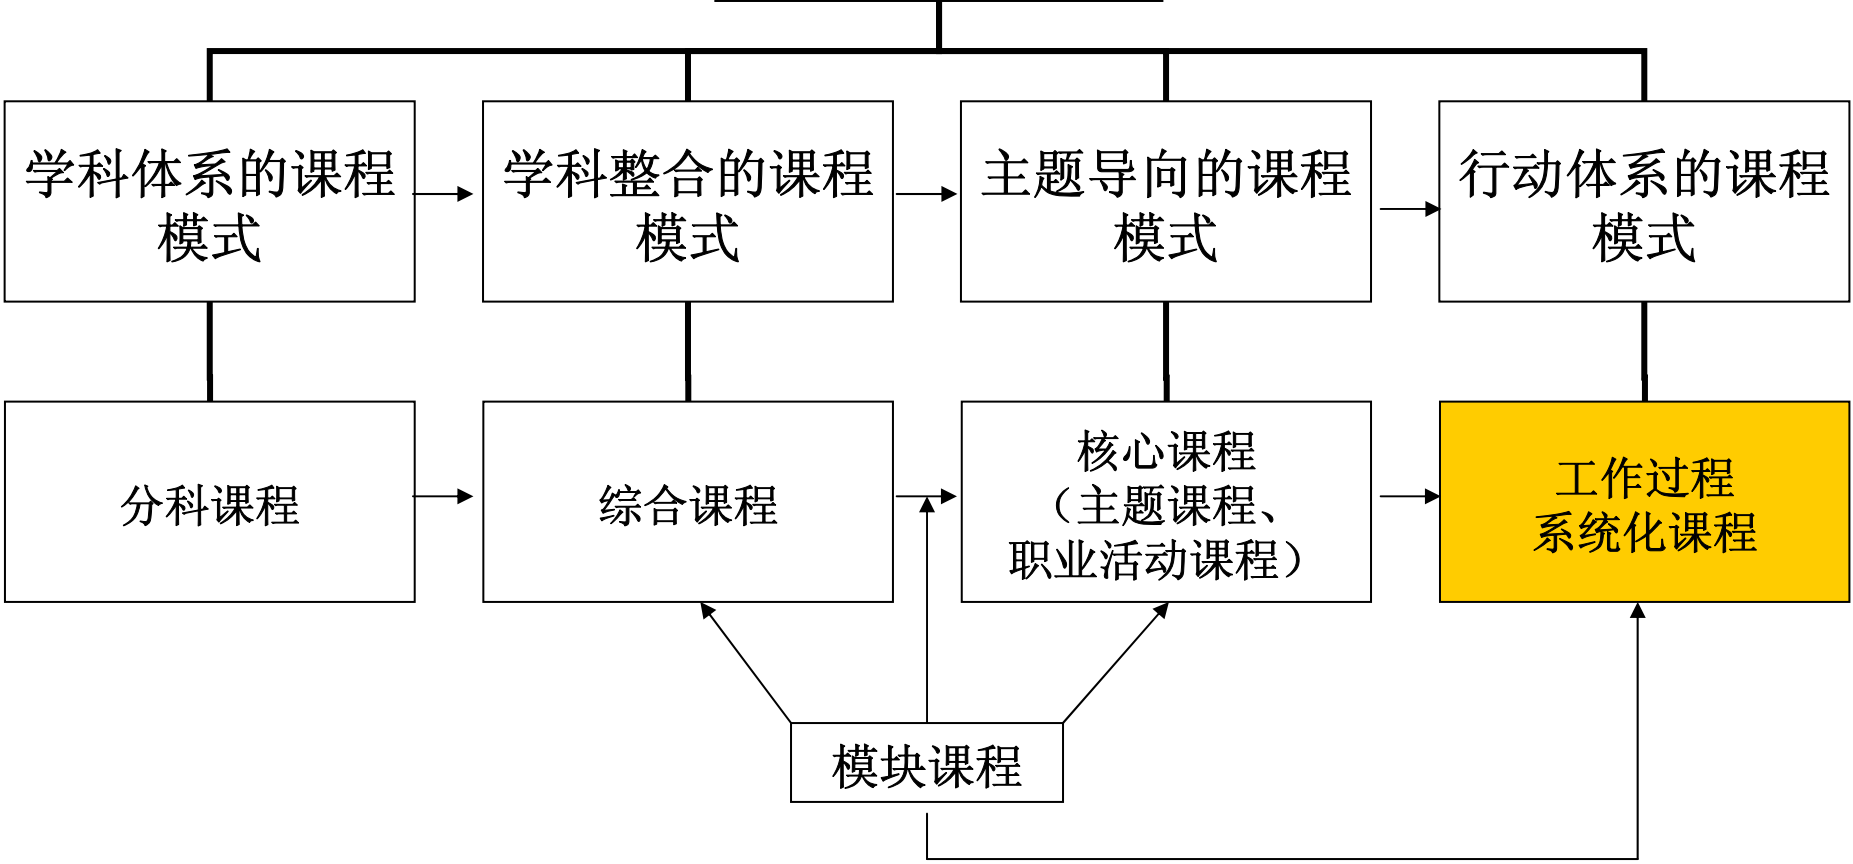 学科体系的课程
模式
学科整合的课程
模式
主题导向的课程
模式
行动体系的课程
模式
分科课程
综合课程
核心课程
（主题课程、
职业活动课程）
工作过程
系统化课程
模块课程